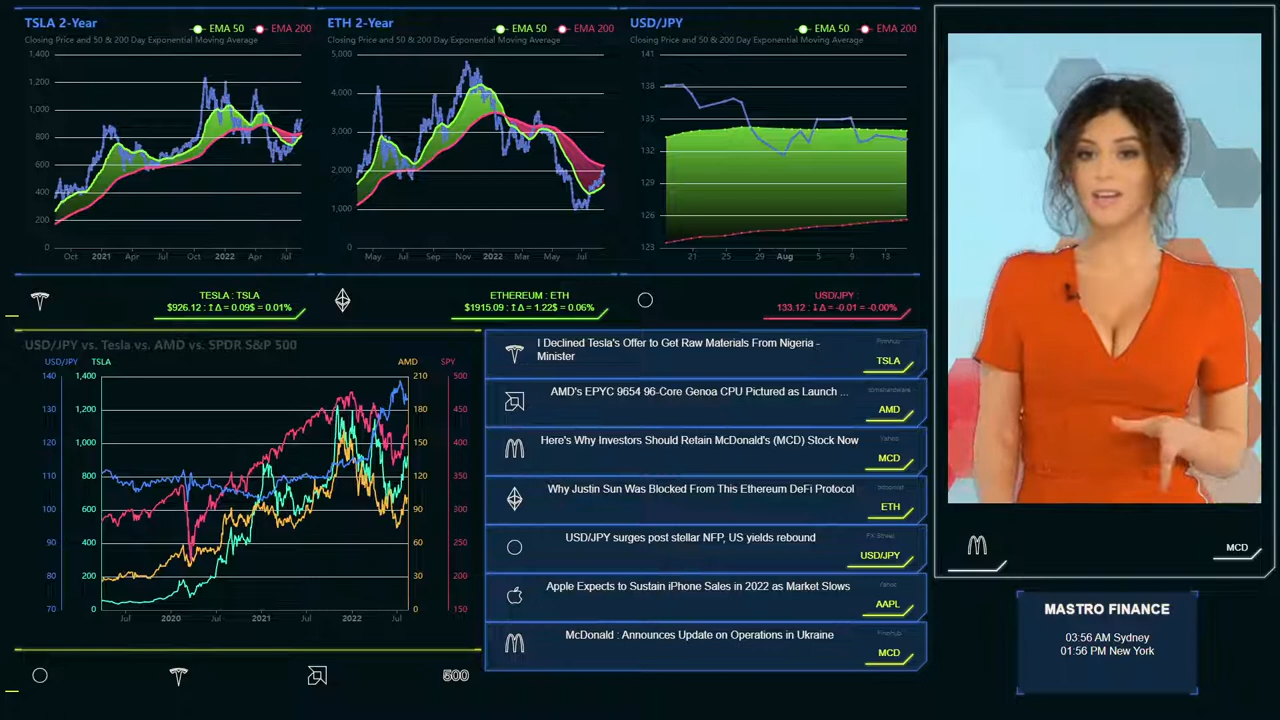 TSLA 2-Year
EMA 50 EMA 200
Closing Price and 50 & 200 Day Exponential Moving Average
1,400
1,200
1,000
800
600
400
200
0
Oct 2021 Apr Jul Oct 2022 Apr Jul
ETH 2-Year
EMA 50 EMA 200
Closing Price and 50 & 200 Day Exponential Moving Average
5,000
4,000
3,000
2,000
1,000
0
May Jul Sep Nov 2022 Mar May Jul
USD/JPY
EMA 50 EMA 200
Closing Price and 50 & 200 Day Exponential Moving Average
141
138
135
132
129
126
123
21 25 29 Aug 5 9 13
TESLA : TSLA
$926.12 : 1 Δ = 0.09$ = 0.01%
ETHEREUM : ETH
$1915.09 : 1 Δ = 1.22$ = 0.06%
USD/JPY :
133.12 : 1 Δ = -0.01 = -0.00%
USD/JPY vs. Tesla vs. AMD vs. SPDR S&P 500
USD/JPY TSLA AMD SPY
140 1,400 210 500
130 1,200 180 450
120 1,000 150 400
110 800 120 350
100 600 90 300
90 400 60 250
80 200 30 200
70 0 0 150
Jul 2020 Jul 2021 Jul 2022 Jul
500
I Declined Tesla's Offer to Get Raw Materials From Nigeria -
Minister
Finnhub
TSLA
AMD's EPYC 9654 96-Core Genoa CPU Pictured as Launch ...
AMD
Here's Why Investors Should Retain McDonald's (MCD) Stock Now
Yahoo
MCD
Why Justin Sun Was Blocked From This Ethereum DeFi Protocol
ETH
USD/JPY surges post stellar NFP, US yields rebound
FX Street
USD/JPY
Apple Expects to Sustain iPhone Sales in 2022 as Market Slows
Yahoo
AAPL
McDonald : Announces Update on Operations in Ukraine
Finnhub
MCD
MCD
MASTRO FINANCE
03:56 AM Sydney
01:56 PM New York